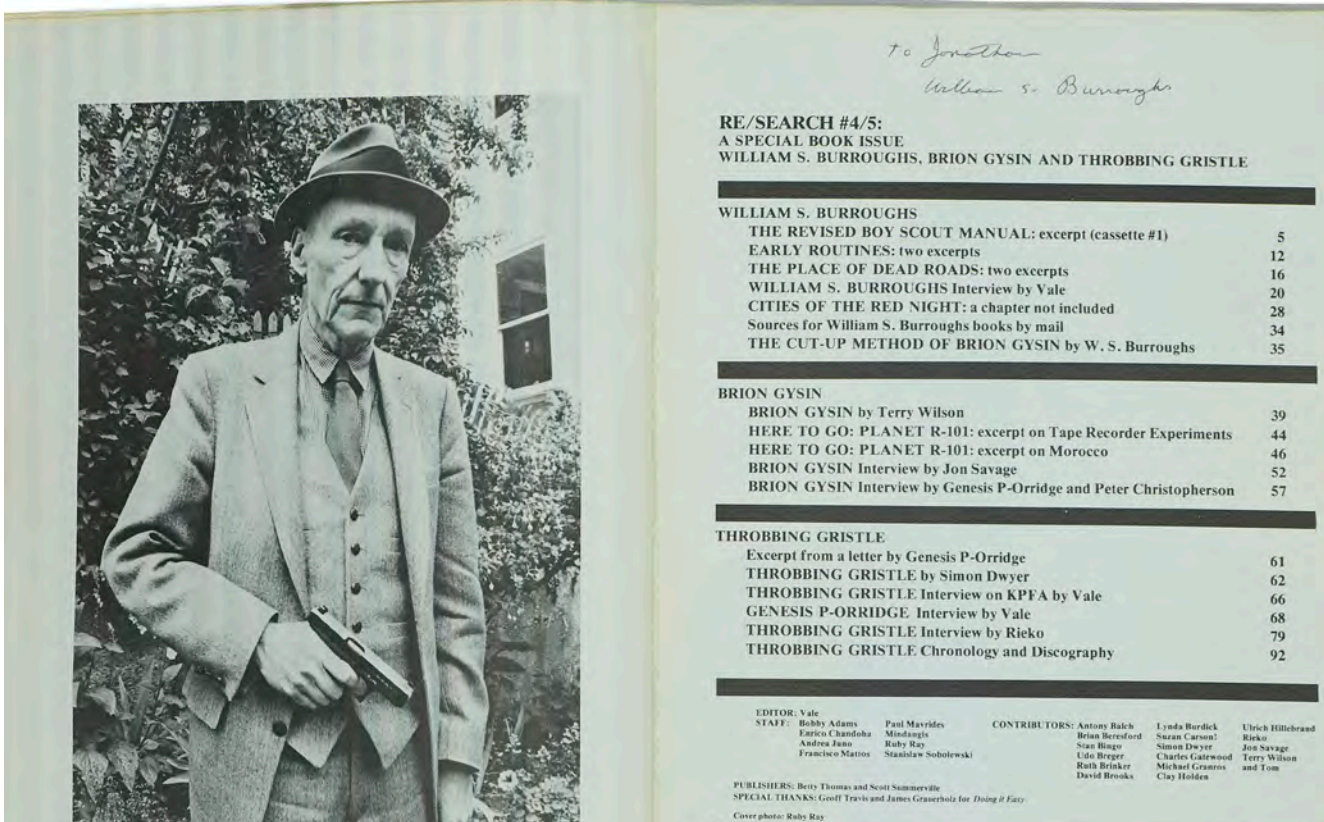 to Jonathan
William S. Burroughs
RE/SEARCH #4/5:
A SPECIAL BOOK ISSUE
WILLIAM S. BURROUGHS, BRION GYSIN AND THROBBING GRISTLE
WILLIAM S. BURROUGHS
THE REVISED BOY SCOUT MANUAL: excerpt (cassette #1) 5
EARLY ROUTINES: two excerpts 12
THE PLACE OF DEAD ROADS: two excerpts 16
WILLIAM S. BURROUGHS Interview by Vale 20
CITIES OF THE RED NIGHT: a chapter not included 28
Sources for William S. Burroughs books by mail 34
THE CUT-UP METHOD OF BRION GYSIN by W. S. Burroughs 35
BRION GYSIN
BRION GYSIN by Terry Wilson 39
HERE TO GO: PLANET R-101: excerpt on Tape Recorder Experiments 44
HERE TO GO: PLANET R-101: excerpt on Morocco 46
BRION GYSIN Interview by Jon Savage 52
BRION GYSIN Interview by Genesis P-Orridge and Peter Christopherson 57
THROBBING GRISTLE
Excerpt from a letter by Genesis P-Orridge 61
THROBBING GRISTLE by Simon Dwyer 62
THROBBING GRISTLE Interview on KPFA by Vale 66
GENESIS P-ORRIDGE Interview by Vale 68
THROBBING GRISTLE Interview by Rieko 79
THROBBING GRISTLE Chronology and Discography 92
EDITOR: Vale
STAFF: Bobby Adams Paul Mavrides CONTRIBUTORS: Antony Balch Lynda Burdick Ulrich Hillebrand
Enrico Chandoha Mindaugis Brian Beresford Suzan Carson! Rieko
Andrea Juno Ruby Ray Stan Bingo Simon Dwyer Jon Savage
Francisco Mattos Stanislaw Sobolewski Udo Breger Charles Gatewood Terry Wilson
Ruth Brinker Michael Granros and Tom
David Brooks Clay Holden
PUBLISHERS: Betty Thomas and Scott Summerville
SPECIAL THANKS: Geoff Travis and James Grauerholz for Doing it Easy
Cover photo: Ruby Ray